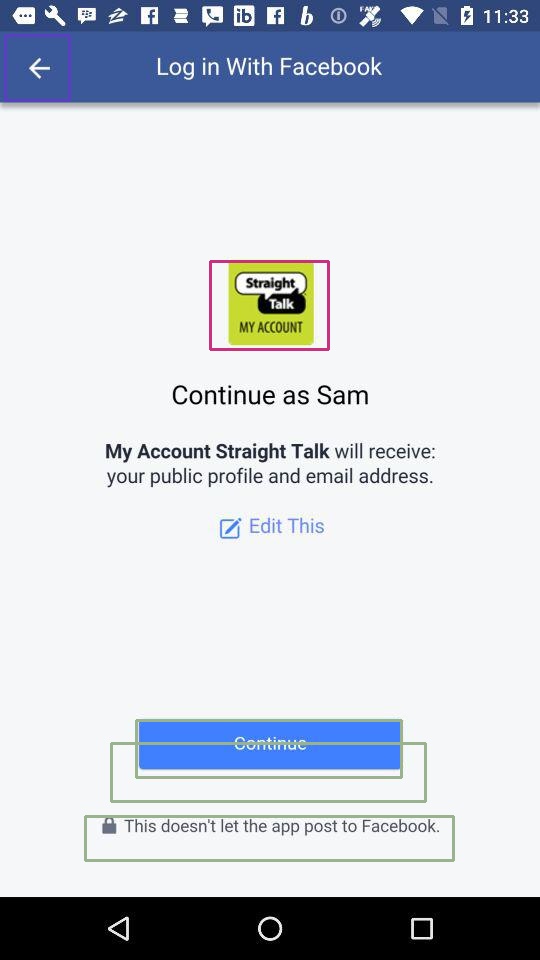 11:33
Log in With Facebook
Straight
Talk
MY ACCOUNT
Continue as Sam
My Account Straight Talk will receive:
your public profile and email address.
Edit This
Continue
This doesn't let the app post to Facebook.